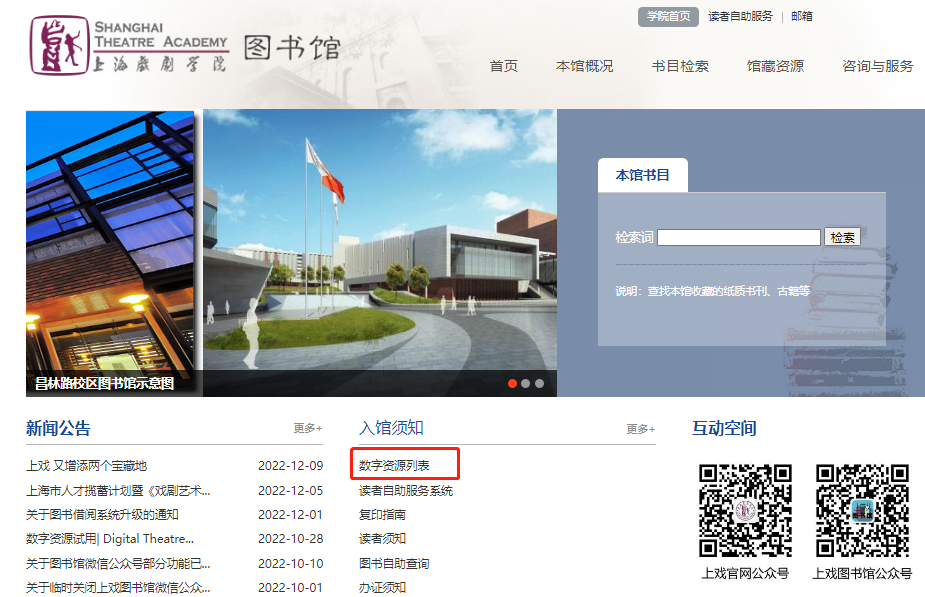 学院首页 读者自助服务 | 邮箱
SHANGHAI
THEATRE ACADEMY
上海戏剧学院
图书馆
首页 本馆概况 书目检索 馆藏资源 咨询与服务
本馆书目
检索词 检索
说明：查找本馆收藏的纸质书刊、古籍等
昌林路校区图书馆示意图
新闻公告 更多+
上戏 又增添两个宝藏地 2022-12-09
上海市人才揽蓄计划暨《戏剧艺术... 2022-12-05
关于图书借阅系统升级的通知 2022-12-01
数字资源试用| Digital Theatre... 2022-10-28
关于图书馆微信公众号部分功能已... 2022-10-10
关于临时关闭上戏图书馆微信公众... 2022-10-01
入馆须知 更多+
数字资源列表
读者自助服务系统
复印指南
读者须知
图书自助查询
办证须知
互动空间
上戏官网公众号 上戏图书馆公众号